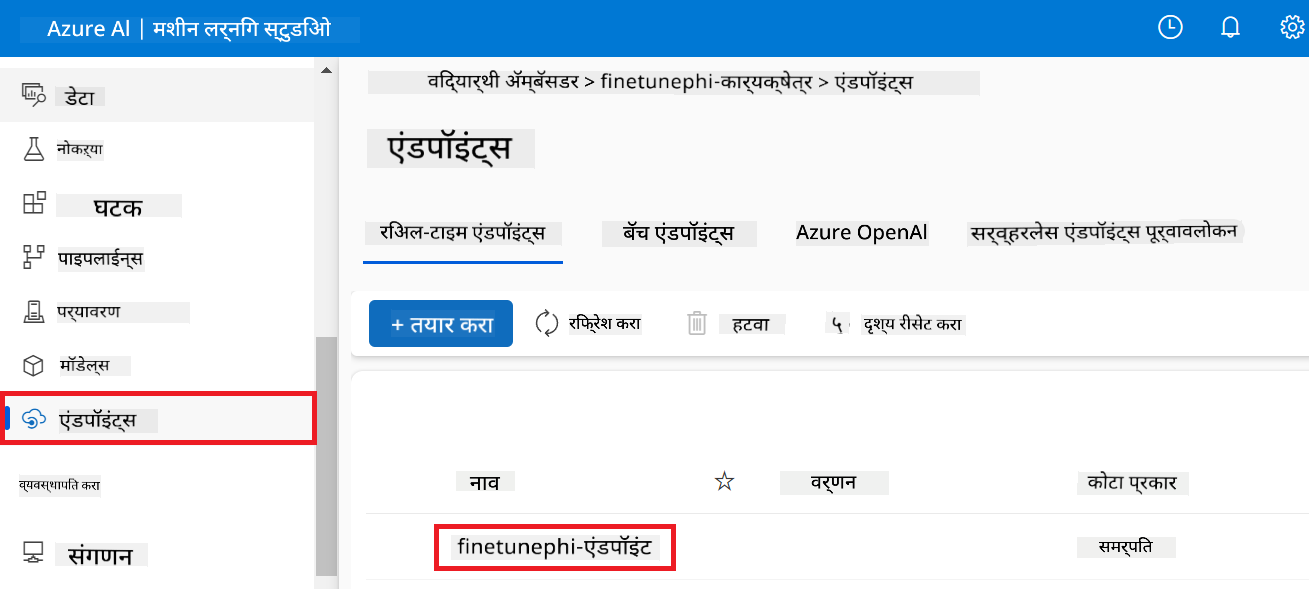 Azure AI | मशीन लर्निंग स्टुडिओ
डेटा
नोकऱ्या
घटक
पाइपलाईन्स
पर्यावरण
मॉडेल्स
एंडपॉइंट्स
व्यवस्थापित करा
संगणन
विद्यार्थी ॲम्बॅसडर > finetunephi-कार्यक्षेत्र > एंडपॉइंट्स
एंडपॉइंट्स
रिअल-टाइम एंडपॉइंट्स बॅच एंडपॉइंट्स Azure OpenAI सर्व्हरलेस एंडपॉइंट्स पूर्वावलोकन
+ तयार करा रिफ्रेश करा हटवा ५ दृश्य रीसेट करा
नाव वर्णन कोटा प्रकार
finetunephi-एंडपॉइंट समर्पित